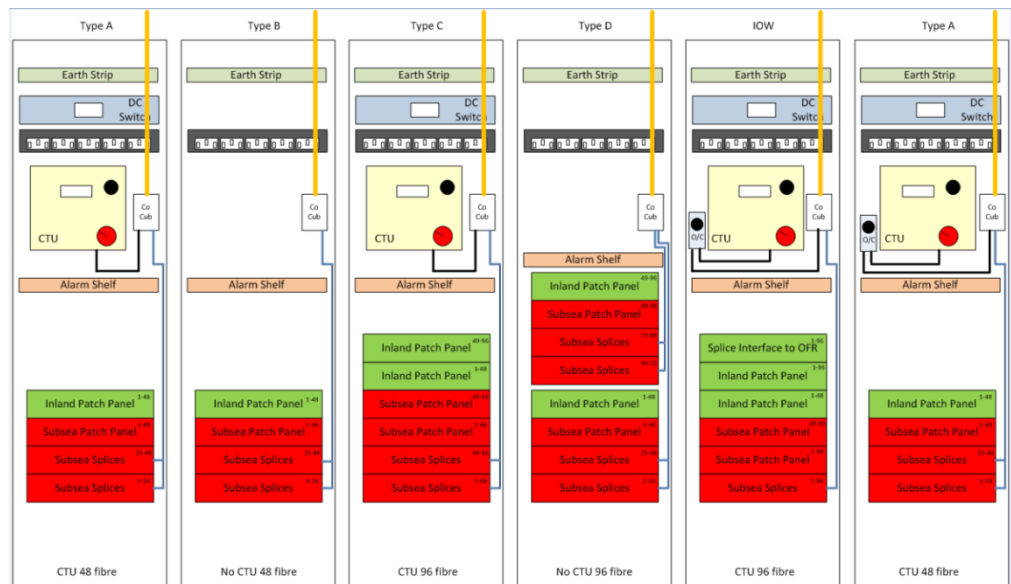 Type A
Earth Strip
DC
Switch
Co
Cub
CTU
Alarm Shelf
Inland Patch Panel 1-48
Subsea Patch Panel 1-48
Subsea Splices 25-48
Subsea Splices 1-24
CTU 48 fibre
Type B
Earth Strip
Co
Cub
Alarm Shelf
Inland Patch Panel 1-48
Subsea Patch Panel 1-48
Subsea Splices 25-48
Subsea Splices 1-24
No CTU 48 fibre
Type C
Earth Strip
DC
Switch
Co
Cub
CTU
Alarm Shelf
Inland Patch Panel 49-96
Inland Patch Panel 1-48
Subsea Patch Panel 49-96
Subsea Patch Panel 1-48
Subsea Splices 49-96
Subsea Splices 1-48
CTU 96 fibre
Type D
Earth Strip
Co
Cub
Alarm Shelf
Inland Patch Panel 49-96
Subsea Patch Panel 49-96
Subsea Splices 73-96
Subsea Splices 49-72
Inland Patch Panel 1-48
Subsea Patch Panel 1-48
Subsea Splices 25-48
Subsea Splices 1-24
No CTU 96 fibre
IOW
Earth Strip
DC
Switch
Co
Cub
O/C
CTU
Alarm Shelf
Splice Interface to OFR 1-96
Inland Patch Panel 1-96
Inland Patch Panel 1-48
Subsea Patch Panel 49-96
Subsea Patch Panel 1-48
Subsea Splices 1-96
CTU 96 fibre
Type A
Earth Strip
DC
Switch
Co
Cub
O/C
CTU
Alarm Shelf
Inland Patch Panel 1-48
Subsea Patch Panel 1-48
Subsea Splices 25-48
Subsea Splices 1-24
CTU 48 fibre